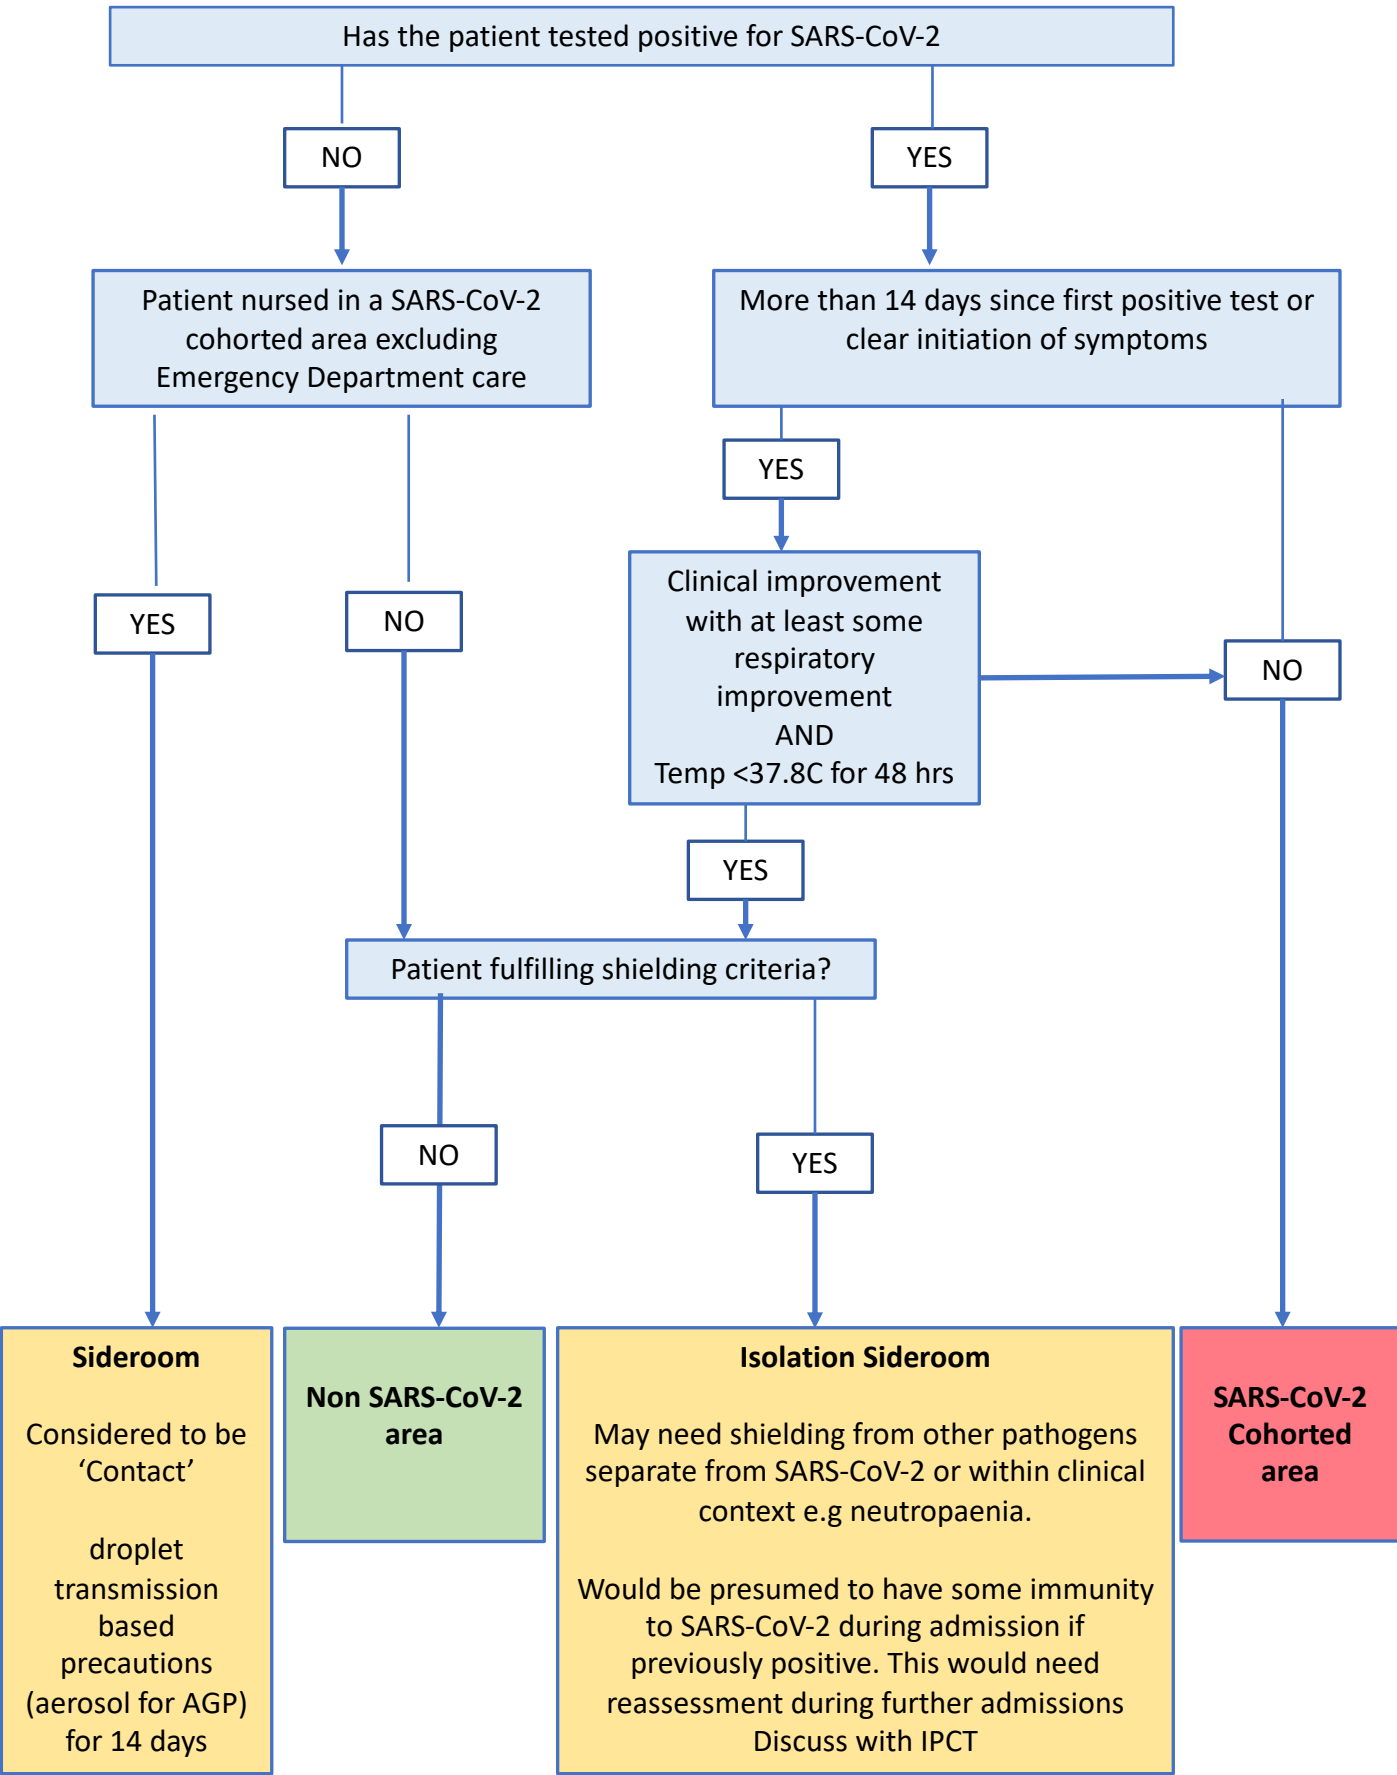 Has the patient tested positive for SARS-CoV-2
NO
YES
Patient nursed in a SARS-CoV-2
cohorted area excluding
Emergency Department care
More than 14 days since first positive test or
clear initiation of symptoms
YES
Clinical improvement
with at least some
respiratory
improvement
AND
Temp <37.8C for 48 hrs
YES
NO
NO
YES
Patient fulfilling shielding criteria?
NO
YES
Sideroom
Considered to be
‘Contact’
droplet
transmission
based
precautions
(aerosol for AGP)
for 14 days
Non SARS-CoV-2
area
Isolation Sideroom
May need shielding from other pathogens
separate from SARS-CoV-2 or within clinical
context e.g neutropaenia.
Would be presumed to have some immunity
to SARS-CoV-2 during admission if
previously positive. This would need
reassessment during further admissions
Discuss with IPCT
SARS-CoV-2
Cohorted
area